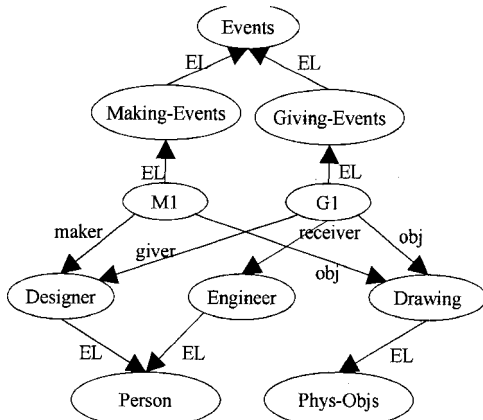 Events
EL EL
Making-Events Giving-Events
EL EL
M1 G1
maker giver receiver obj
obj
Designer Engineer Drawing
EL EL EL
Person Phys-Objs